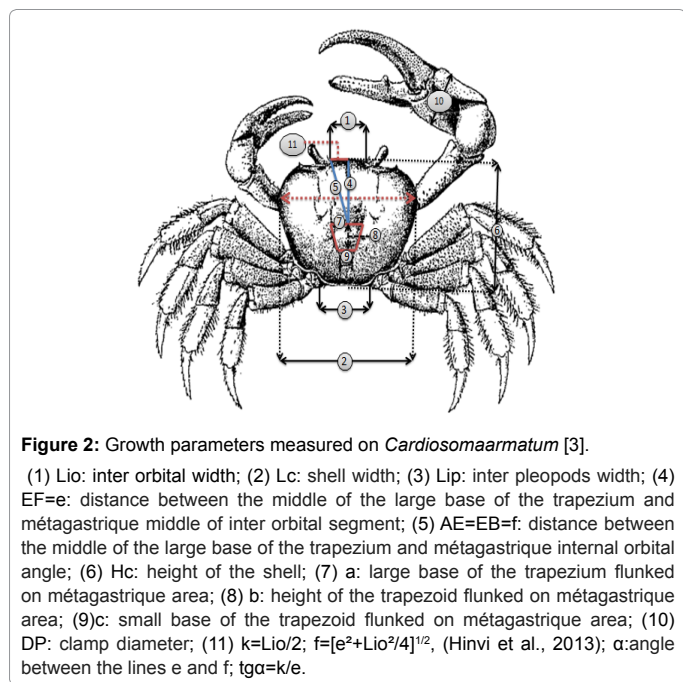 11
1
10
5
4
6
7
8
9
3
2
Figure 2: Growth parameters measured on Cardiosomaarmatum [3].
(1) Lio: inter orbital width; (2) Lc: shell width; (3) Lip: inter pleopods width; (4)
EF=e: distance between the middle of the large base of the trapezium and
métagastrique middle of inter orbital segment; (5) AE=EB=f: distance between
the middle of the large base of the trapezium and métagastrique internal orbital
angle; (6) Hc: height of the shell; (7) a: large base of the trapezium flunked
on métagastrique area; (8) b: height of the trapezoid flunked on métagastrique
area; (9)c: small base of the trapezoid flunked on métagastrique area; (10)
DP: clamp diameter; (11) k=Lio/2; f=[e²+Lio²/4]¹/², (Hinvi et al., 2013); α:angle
between the lines e and f; tgα=k/e.